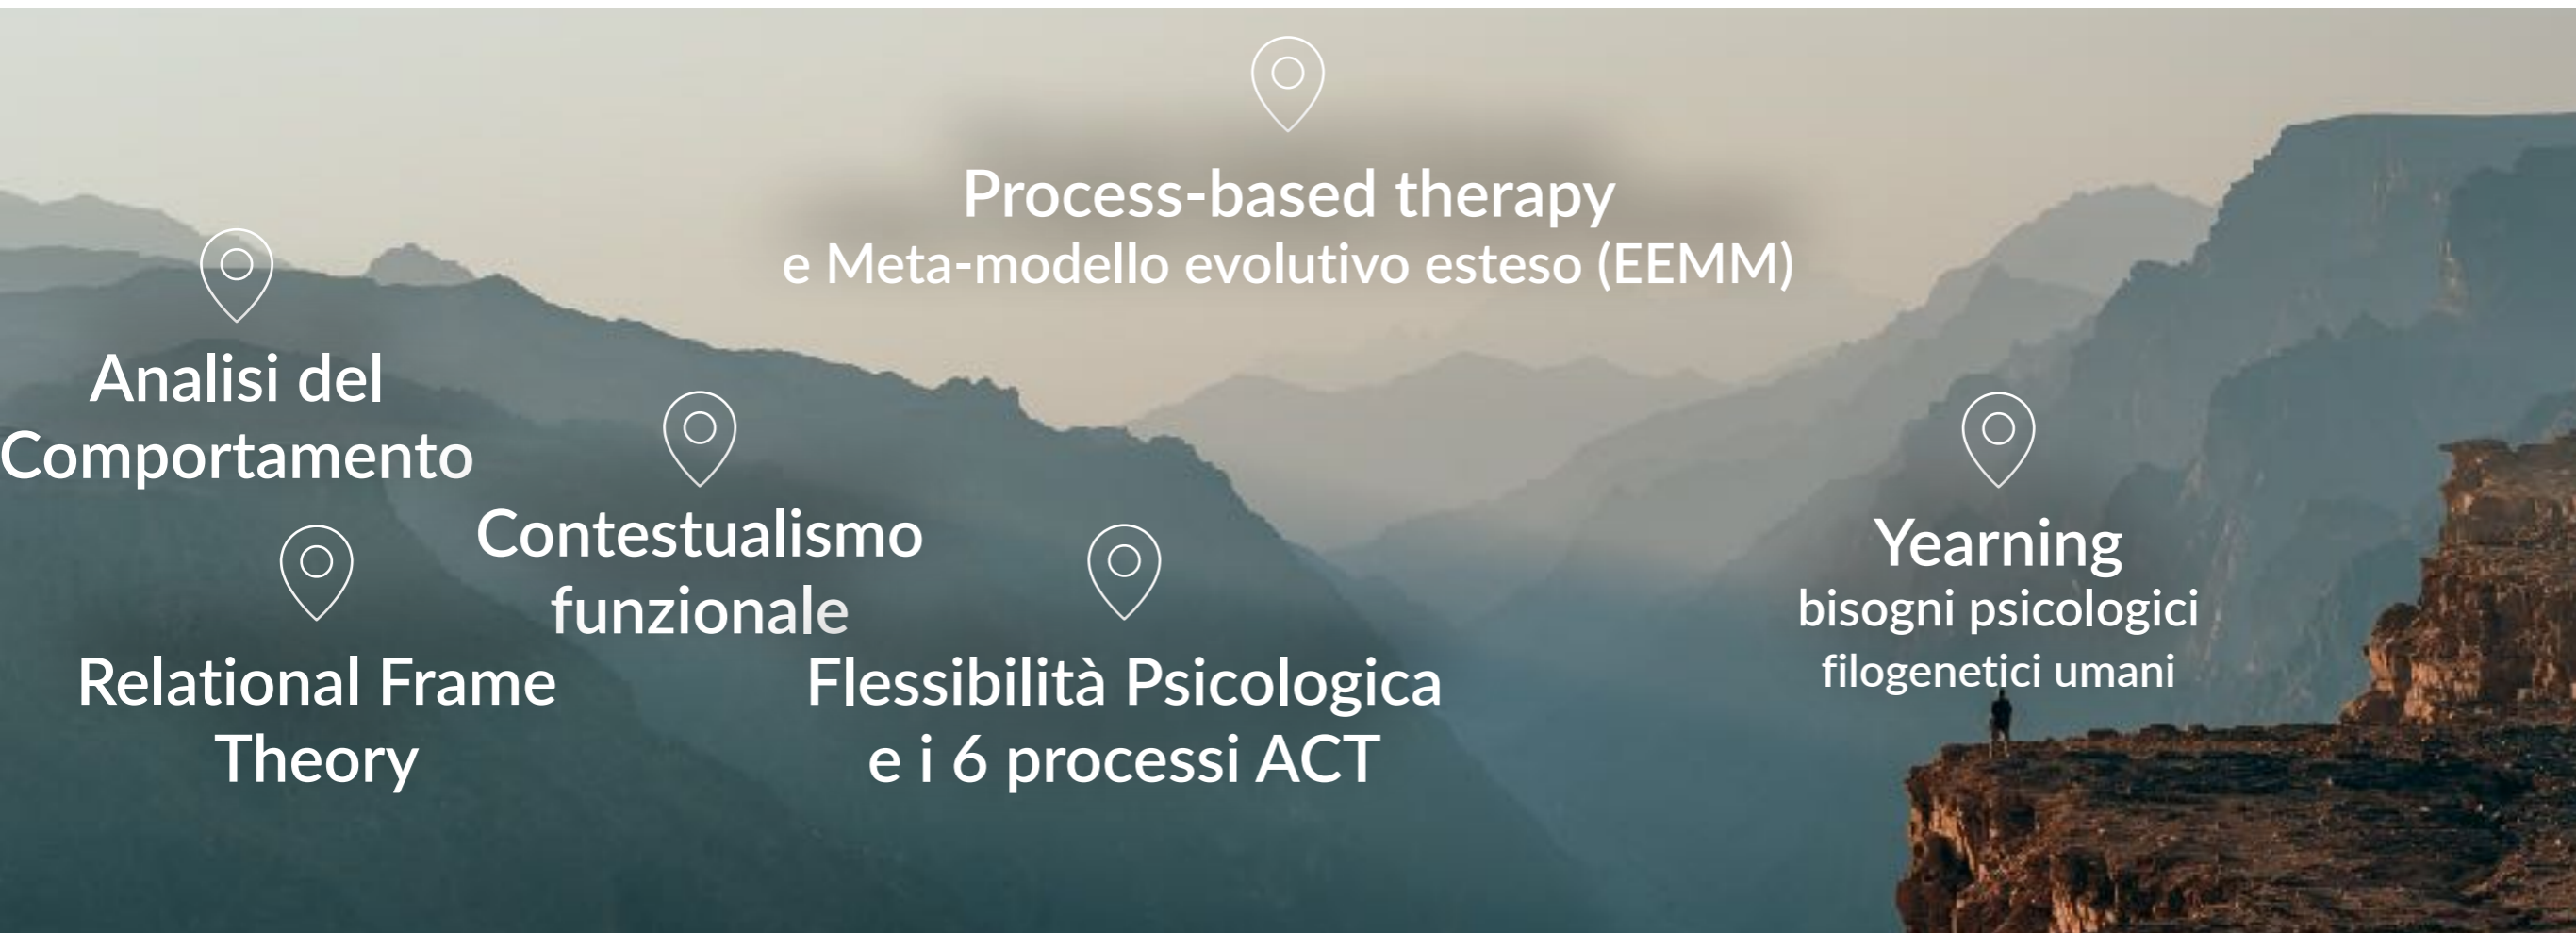 Process-based therapy
e Meta-modello evolutivo esteso (EEMM)
Analisi del
Comportamento
Contestualismo
funzionale
Yearning
bisogni psicologici
filogenetici umani
Relational Frame
Theory
Flessibilità Psicologica
e i 6 processi ACT